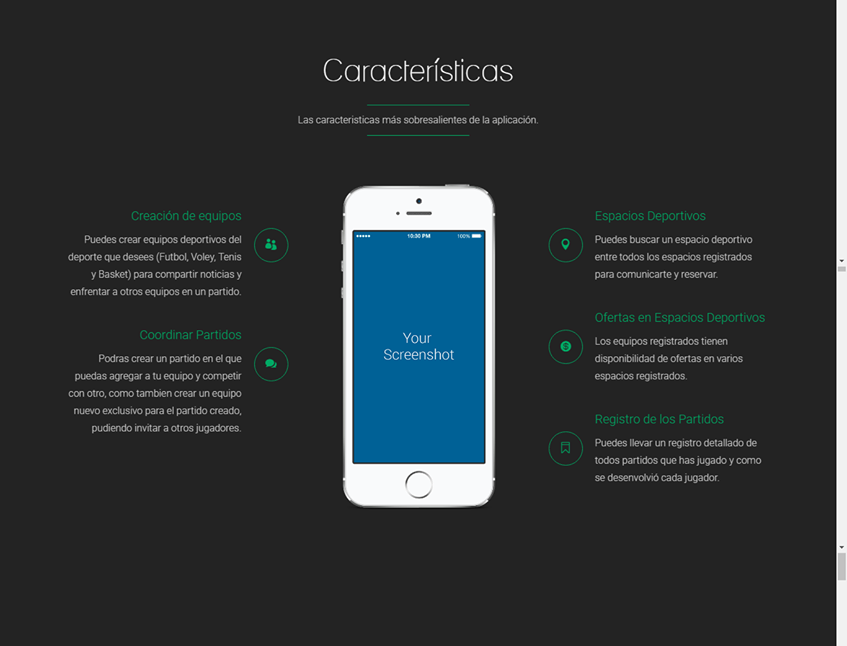 Características
Las caracteristicas más sobresalientes de la aplicación.
Creación de equipos
Puedes crear equipos deportivos del
deporte que desees (Futbol, Voley, Tenis
y Basket) para compartir noticias y
enfrentar a otros equipos en un partido.
Coordinar Partidos
Podras crear un partido en el que
puedas agregar a tu equipo y competir
con otro, como tambien crear un equipo
nuevo exclusivo para el partido creado,
pudiendo invitar a otros jugadores.
10:30 PM 100%
Your
Screenshot
Espacios Deportivos
Puedes buscar un espacio deportivo
entre todos los espacios registrados
para comunicarte y reservar.
Ofertas en Espacios Deportivos
Los equipos registrados tienen
disponibilidad de ofertas en varios
espacios registrados.
Registro de los Partidos
Puedes llevar un registro detallado de
todos partidos que has jugado y como
se desenvolvió cada jugador.